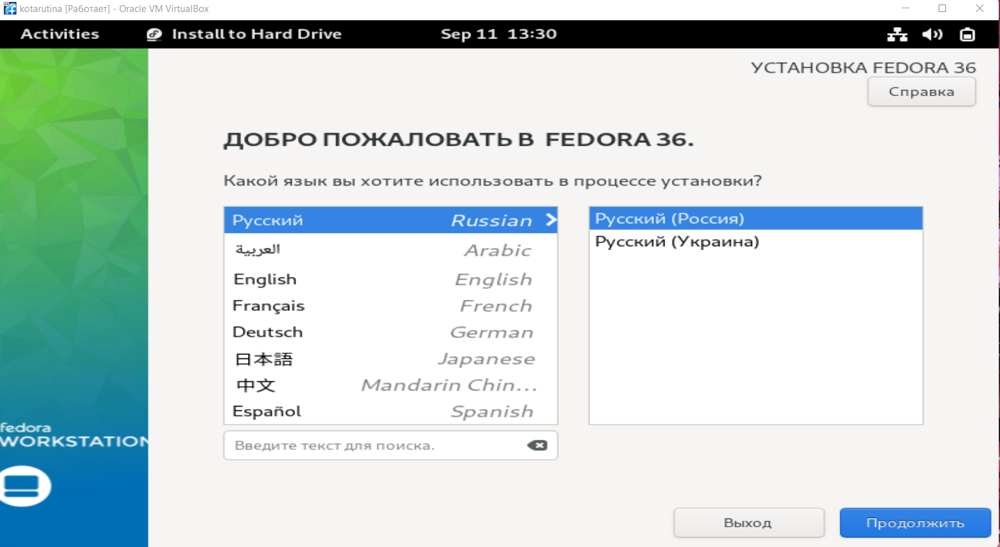 kotarutina [Работает] - Oracle VM VirtualBox
Activities Install to Hard Drive Sep 11 13:30
УСТАНОВКА FEDORA 36
Справка
ДОБРО ПОЖАЛОВАТЬ В FEDORA 36.
Какой язык вы хотите использовать в процессе установки?
Русский Russian
العربية Arabic
English English
Français French
Deutsch German
日本語 Japanese
中文 Mandarin Chin...
Español Spanish
Русский (Россия)
Русский (Украина)
Введите текст для поиска.
fedora
WORKSTATION
Выход Продолжить